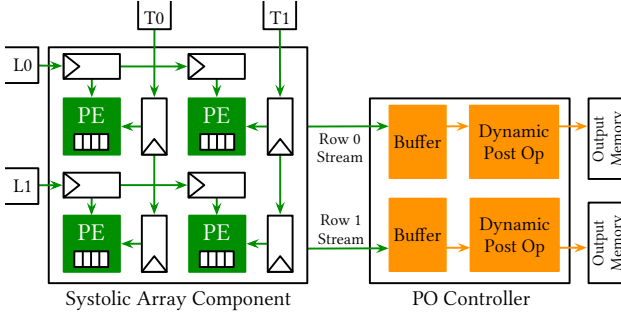 T0
T1
L0
PE
PE
Row 0
Stream
Buffer
Dynamic
Post Op
Output
Memory
L1
PE
PE
Row 1
Stream
Buffer
Dynamic
Post Op
Output
Memory
Systolic Array Component
PO Controller